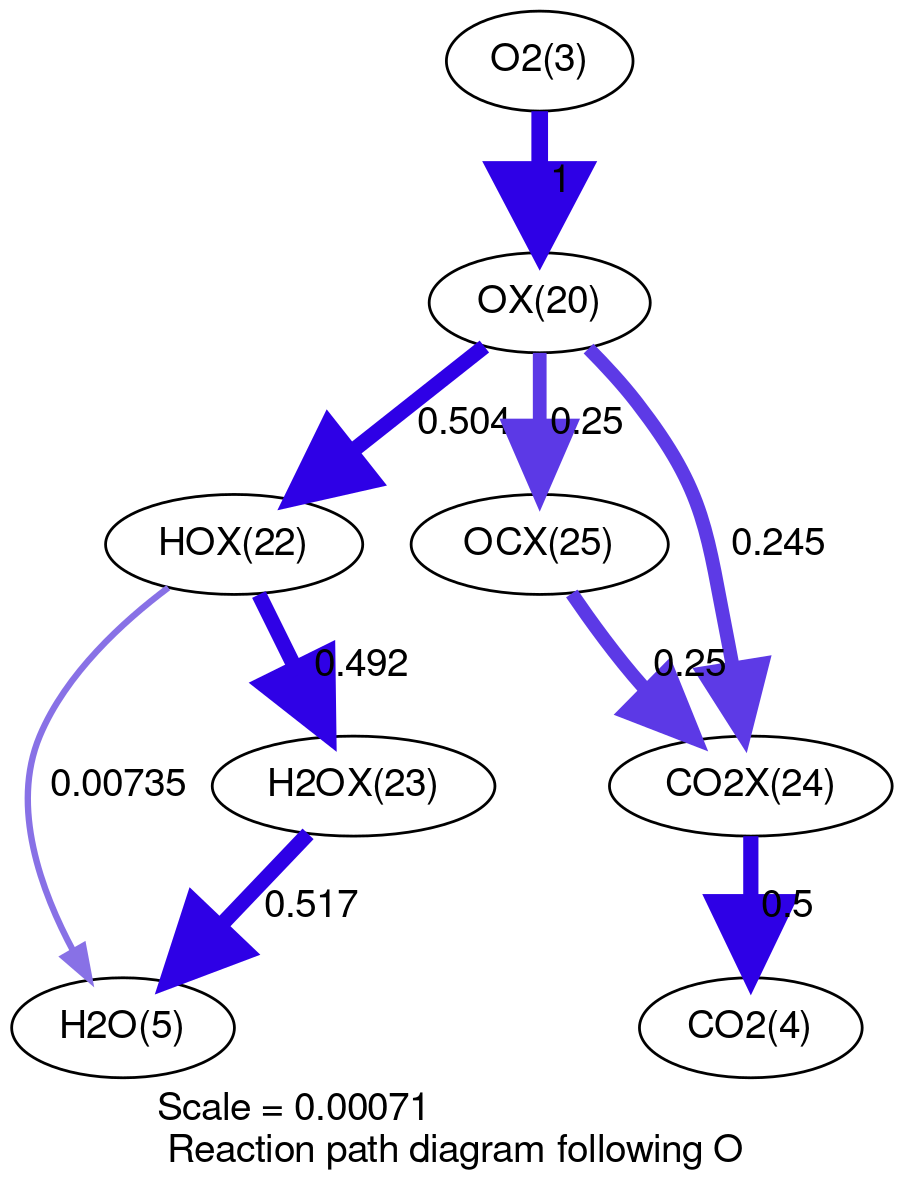 O2(3)
1
OX(20)
0.504
0.25
HOX(22)
OCX(25)
0.245
0.492
0.25
0.00735
H2OX(23)
CO2X(24)
0.517
0.5
H2O(5)
CO2(4)
Scale = 0.00071
Reaction path diagram following O